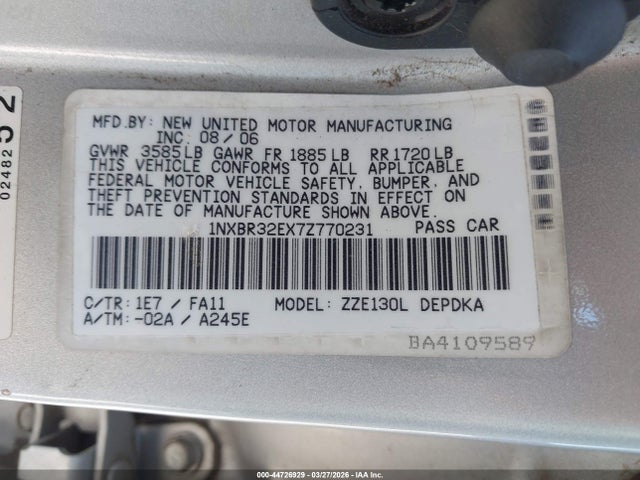 024825 2
MFD.BY: NEW UNITED MOTOR MANUFACTURING
INC. 08/06
GVWR 3585LB GAWR FR 1885LB RR 1720LB
THIS VEHICLE CONFORMS TO ALL APPLICABLE
FEDERAL MOTOR VEHICLE SAFETY, BUMPER, AND
THEFT PREVENTION STANDARDS IN EFFECT ON
THE DATE OF MANUFACTURE SHOWN ABOVE.
1NXBR32EX7Z770231 PASS CAR
C/TR: 1E7 / FA11 MODEL: ZZE130L DEPDKA
A/TM: -02A / A245E
BA4109589
000-44726929 - 03/27/2026 - IAA Inc.